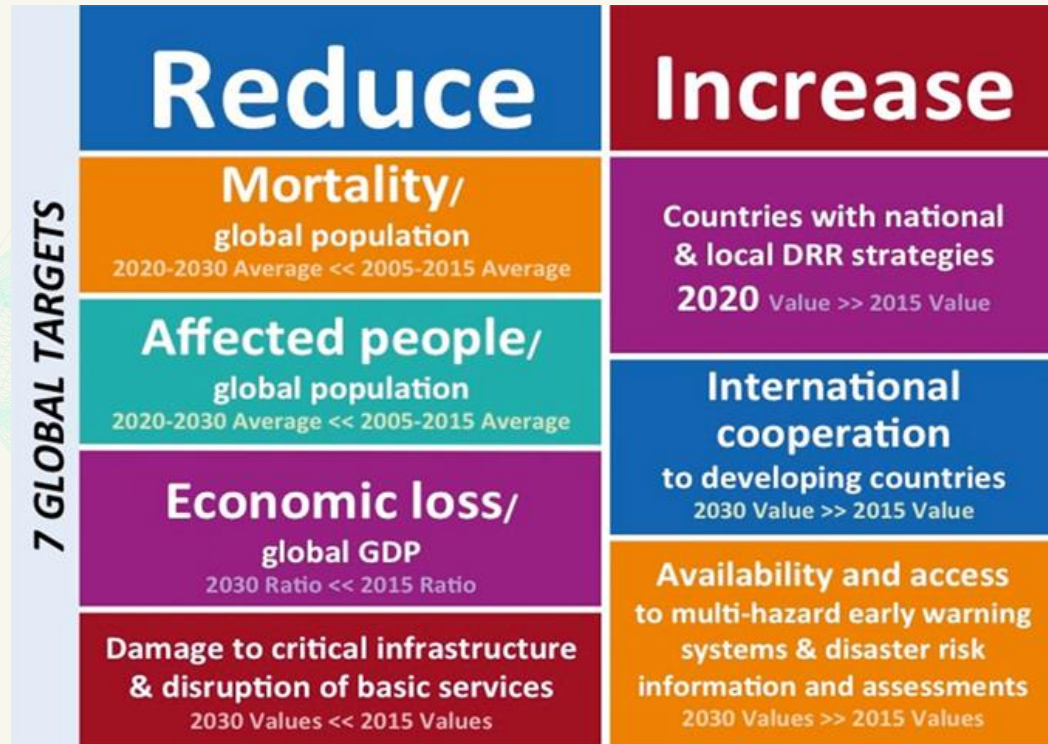 7 GLOBAL TARGETS
Reduce
Mortality/
global population
2020-2030 Average << 2005-2015 Average
Affected people/
global population
2020-2030 Average << 2005-2015 Average
Economic loss/
global GDP
2030 Ratio << 2015 Ratio
Damage to critical infrastructure
& disruption of basic services
2030 Values << 2015 Values
Increase
Countries with national
& local DRR strategies
2020 Value >> 2015 Value
International
cooperation
to developing countries
2030 Value >> 2015 Value
Availability and access
to multi-hazard early warning
systems & disaster risk
information and assessments
2030 Values >> 2015 Values